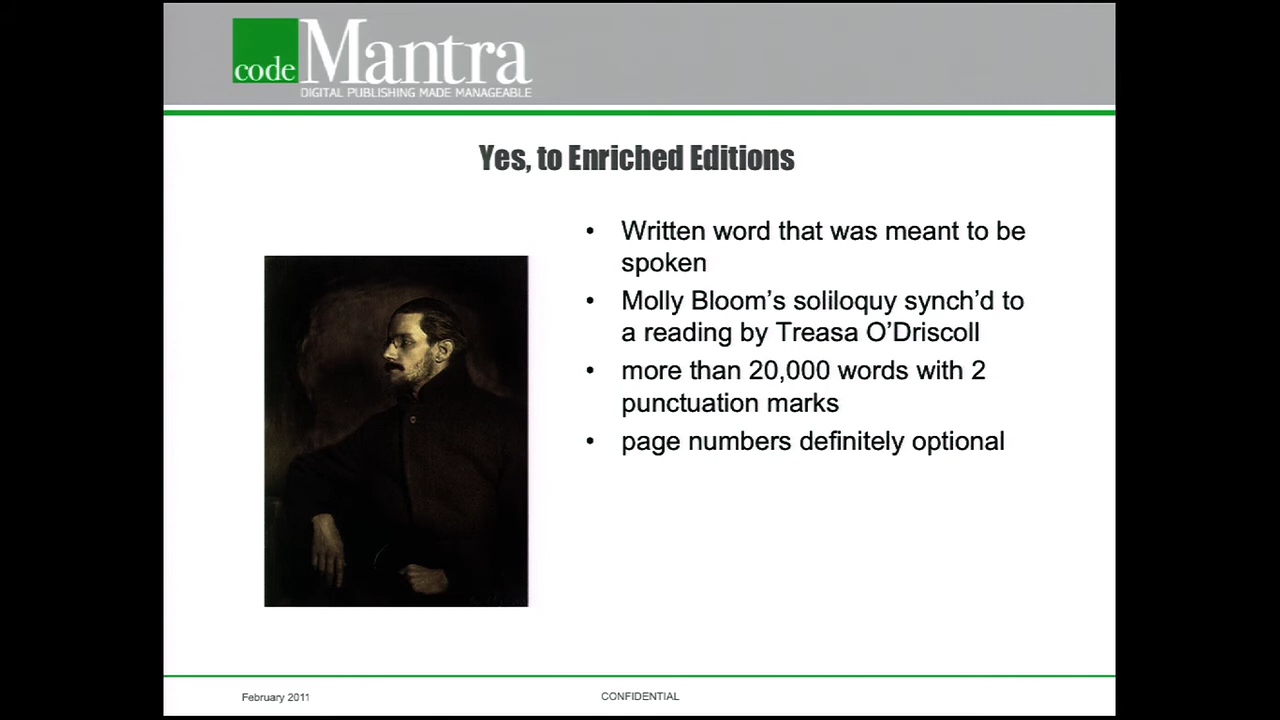 code Mantra
DIGITAL PUBLISHING MADE MANAGEABLE
Yes, to Enriched Editions
• Written word that was meant to be
spoken
• Molly Bloom’s soliloquy synch’d to
a reading by Treasa O’Driscoll
• more than 20,000 words with 2
punctuation marks
• page numbers definitely optional
February 2011
CONFIDENTIAL